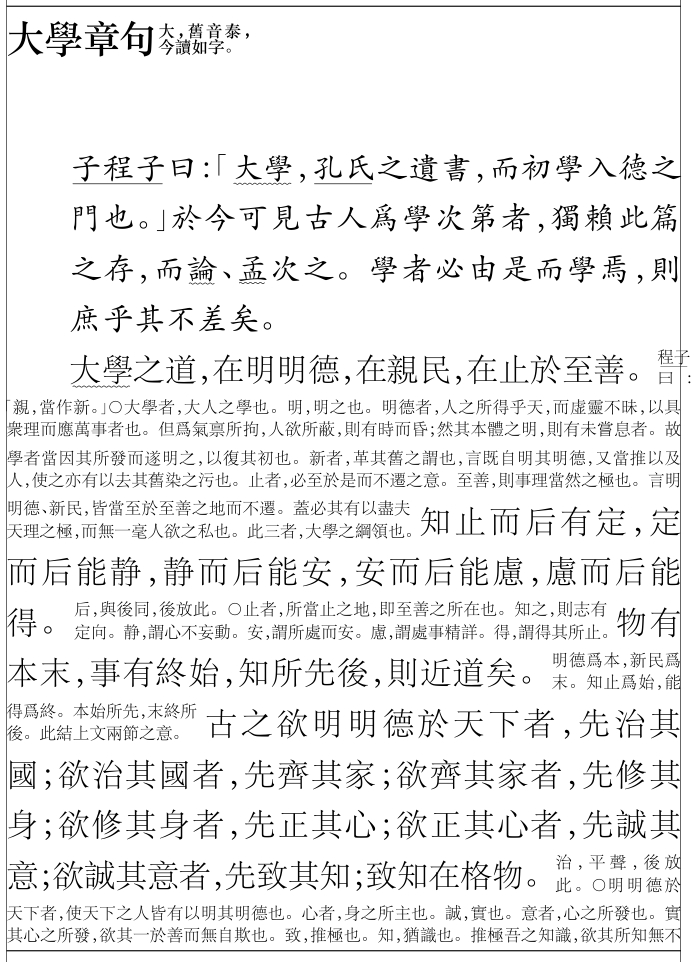 大學章句大,舊音泰,
今讀如字。
子程子曰:「大學,孔氏之遺書,而初學入德之
門也。」於今可見古人爲學次第者,獨賴此篇
之存,而論、孟次之。學者必由是而學焉,則
庶乎其不差矣。
大學之道,在明明德,在親民,在止於至善。程子
曰:
「親,當作新。」○大學者,大人之學也。明,明之也。明德者,人之所得乎天,而虛靈不昧,以具
衆理而應萬事者也。但爲氣禀所拘,人欲所蔽,則有時而昏;然其本體之明,則有未嘗息者。故
學者當因其所發而遂明之,以復其初也。新者,革其舊之謂也,言既自明其明德,又當推以及
人,使之亦有以去其舊染之污也。止者,必至於是而不遷之意。至善,則事理當然之極也。言明
明德、新民,皆當至於至善之地而不遷。蓋必其有以盡夫
天理之極,而無一毫人欲之私也。此三者,大學之綱領也。
知止而后有定,定
而后能静,静而后能安,安而后能慮,慮而后能
得。
后,與後同,後放此。○止者,所當止之地,即至善之所在也。知之,則志有
定向。静,謂心不妄動。安,謂所處而安。慮,謂處事精詳。得,謂得其所止。
物有
本末,事有終始,知所先後,則近道矣。
明德爲本,新民爲
末。知止爲始,能
得爲終。本始所先,末終所
後。此結上文兩節之意。
古之欲明明德於天下者,先治其
國;欲治其國者,先齊其家;欲齊其家者,先修其
身;欲修其身者,先正其心;欲正其心者,先誠其
意;欲誠其意者,先致其知;致知在格物。
治,平聲,後放
此。○明明德於
天下者,使天下之人皆有以明其明德也。心者,身之所主也。誠,實也。意者,心之所發也。實
其心之所發,欲其一於善而無自欺也。致,推極也。知,猶識也。推極吾之知識,欲其所知無不